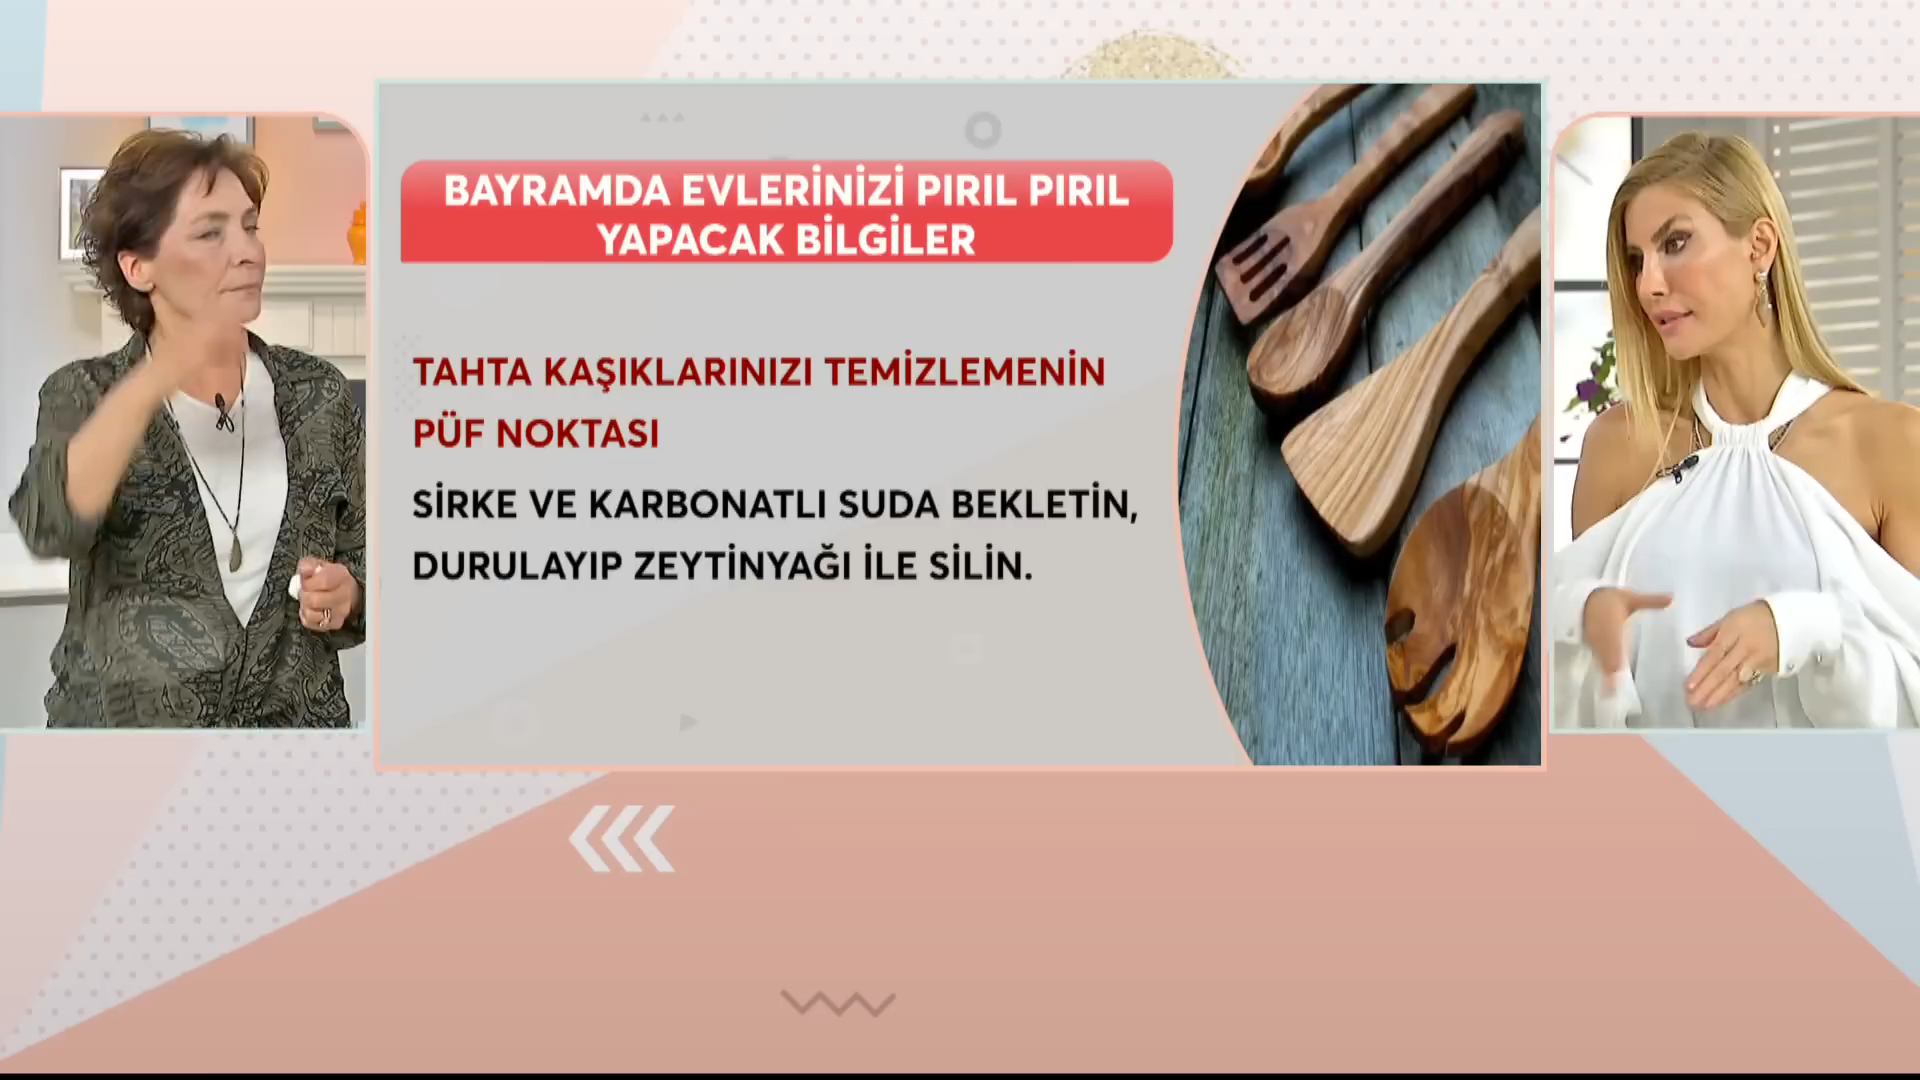 BAYRAMDA EVLERİNİZİ PIRIL PIRIL
YAPACAK BİLGİLER
TAHTA KAŞIKLARINIZI TEMİZLEMENİN
PÜF NOKTASI
SİRKE VE KARBONATLI SUDA BEKLETİN,
DURULAYIP ZEYTİNYAĞI İLE SİLİN.